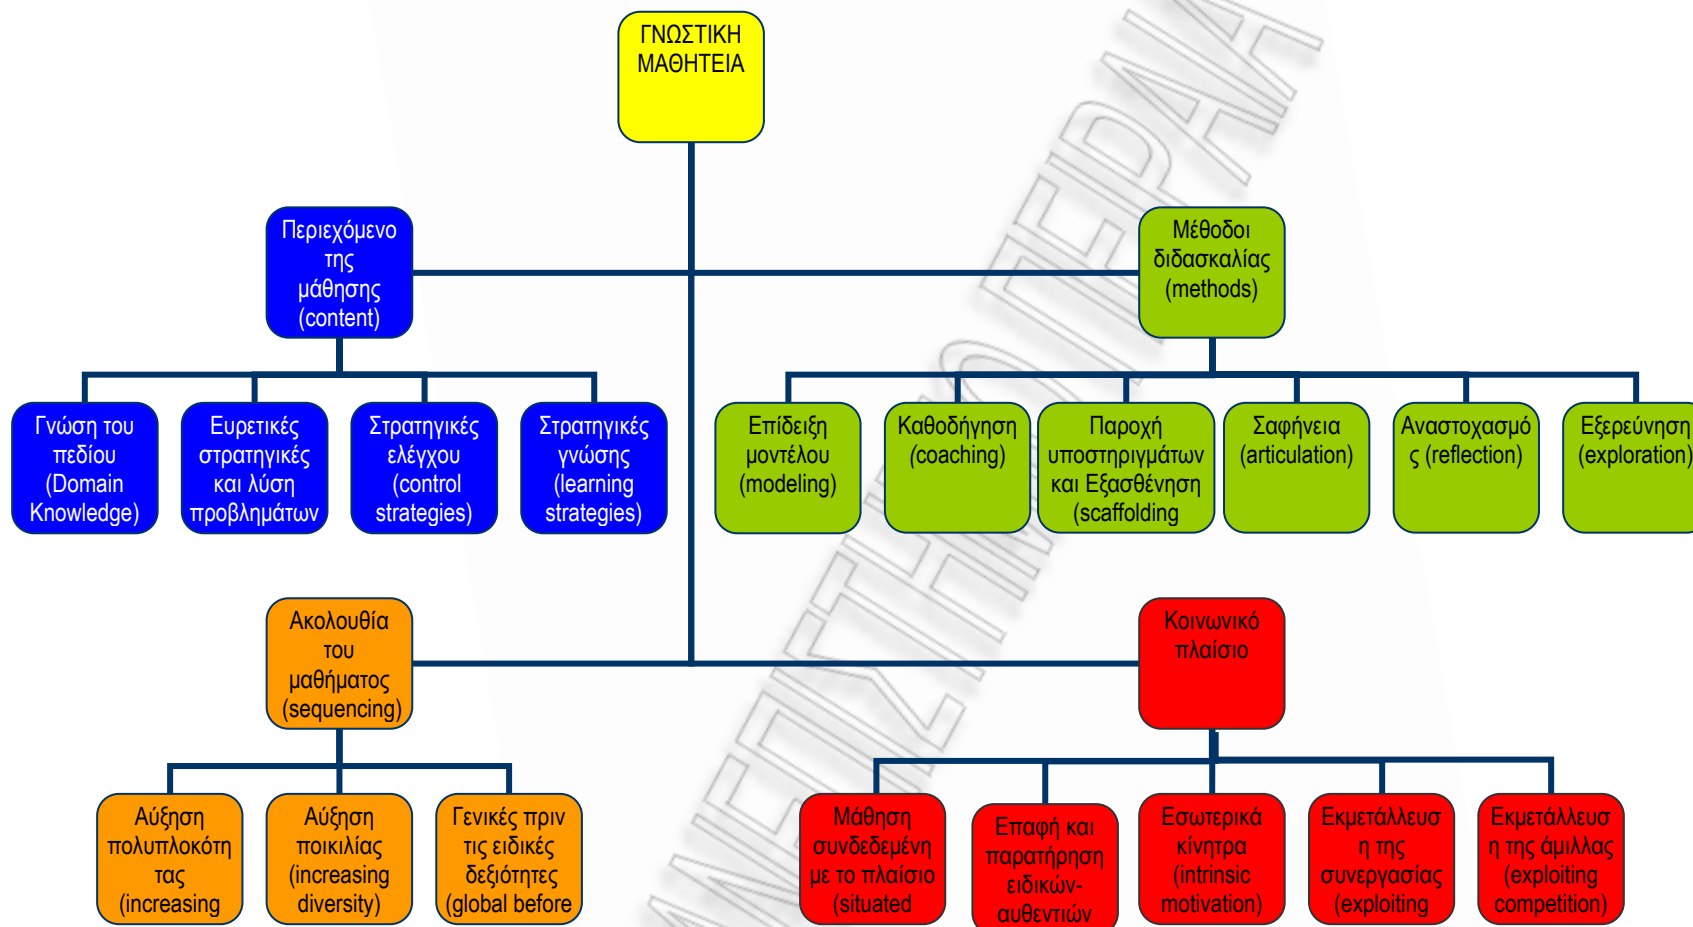 ΓΝΩΣΤΙΚΗ
ΜΑΘΗΤΕΙΑ
Περιεχόμενο
της
μάθησης
(content)
Μέθοδοι
διδασκαλίας
(methods)
Γνώση του
πεδίου
(Domain
Knowledge)
Ευρετικές
στρατηγικές
και λύση
προβλημάτων
Στρατηγικές
ελέγχου
(control
strategies)
Στρατηγικές
γνώσης
(learning
strategies)
Επίδειξη
μοντέλου
(modeling)
Καθοδήγηση
(coaching)
Παροχή
υποστηριγμάτων
και Εξασθένηση
(scaffolding
Σαφήνεια
(articulation)
Αναστοχασμό
ς (reflection)
Εξερεύνηση
(exploration)
Ακολουθία
του
μαθήματος
(sequencing)
Κοινωνικό
πλαίσιο
Αύξηση
πολυπλοκότη
τας
(increasing
Αύξηση
ποικιλίας
(increasing
diversity)
Γενικές πριν
τις ειδικές
δεξιότητες
(global before
Μάθηση
συνδεδεμένη
με το πλαίσιο
(situated
Επαφή και
παρατήρηση
ειδικών-
αυθεντιών
Εσωτερικά
κίνητρα
(intrinsic
motivation)
Εκμετάλλευσ
η της
συνεργασίας
(exploiting
Εκμετάλλευσ
η της άμιλλας
(exploiting
competition)